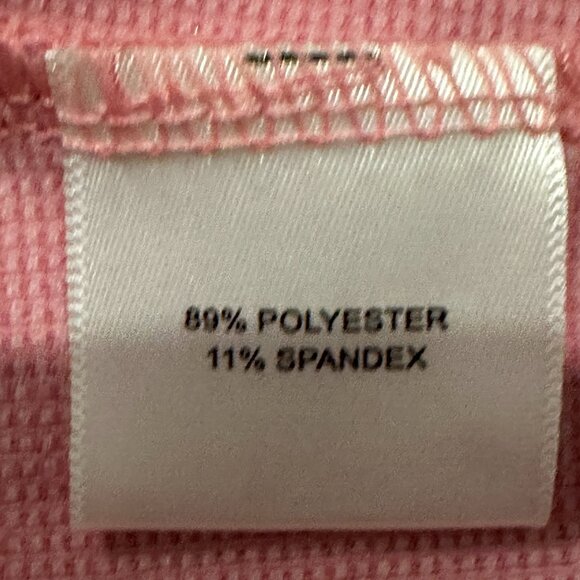 89% POLYESTER
11% SPANDEX